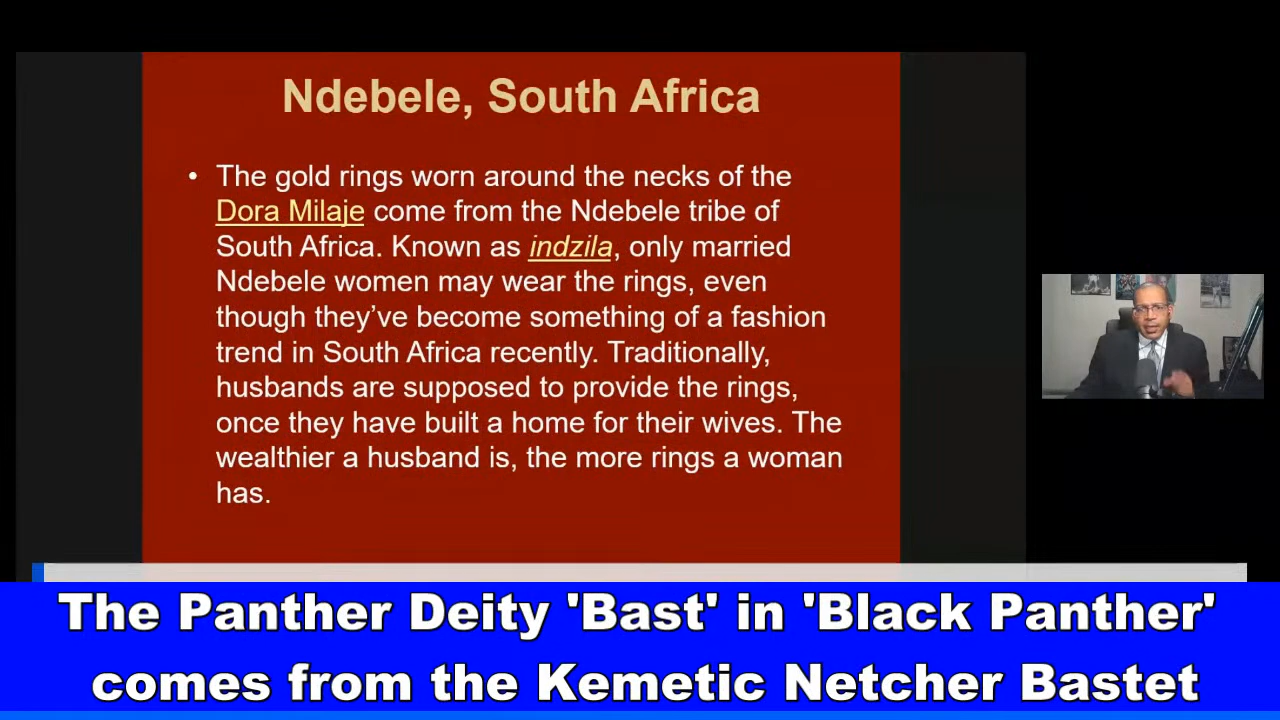 Ndebele, South Africa
• The gold rings worn around the necks of the
Dora Milaje come from the Ndebele tribe of
South Africa. Known as indzila, only married
Ndebele women may wear the rings, even
though they’ve become something of a fashion
trend in South Africa recently. Traditionally,
husbands are supposed to provide the rings,
once they have built a home for their wives. The
wealthier a husband is, the more rings a woman
has.
The Panther Deity 'Bast' in 'Black Panther'
comes from the Kemetic Netcher Bastet